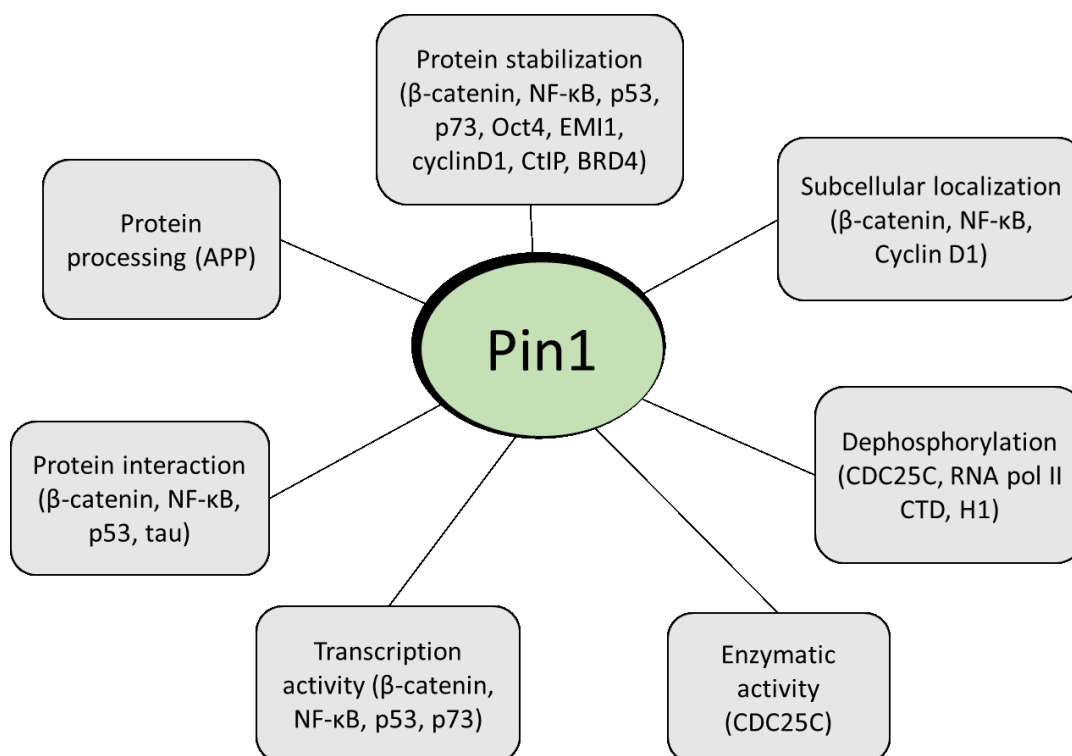 Protein stabilization
(β-catenin, NF-κB, p53,
p73, Oct4, EMI1,
cyclinD1, CtIP, BRD4)
Subcellular localization
(β-catenin, NF-κB,
Cyclin D1)
Protein
processing (APP)
Pin1
Dephosphorylation
(CDC25C, RNA pol II
CTD, H1)
Protein interaction
(β-catenin, NF-κB,
p53, tau)
Transcription
activity (β-catenin,
NF-κB, p53, p73)
Enzymatic
activity
(CDC25C)